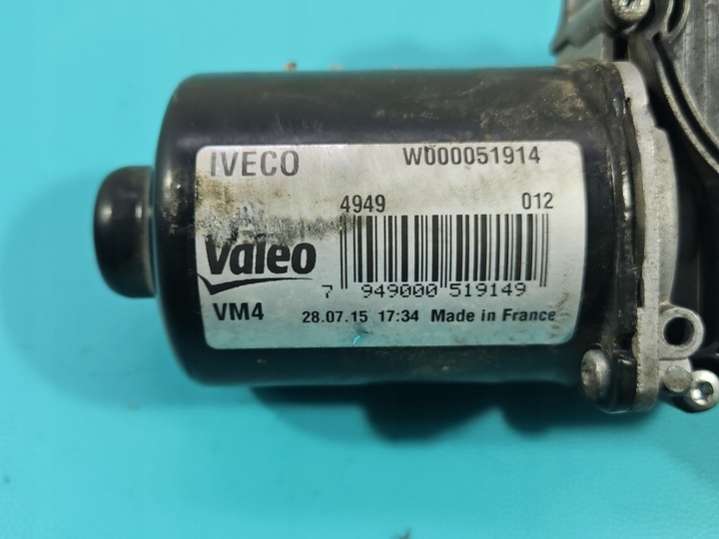 IVECO W000051914
4949 012
Valeo
7 949000 519149
VM4 28.07.15 17:34 Made in France